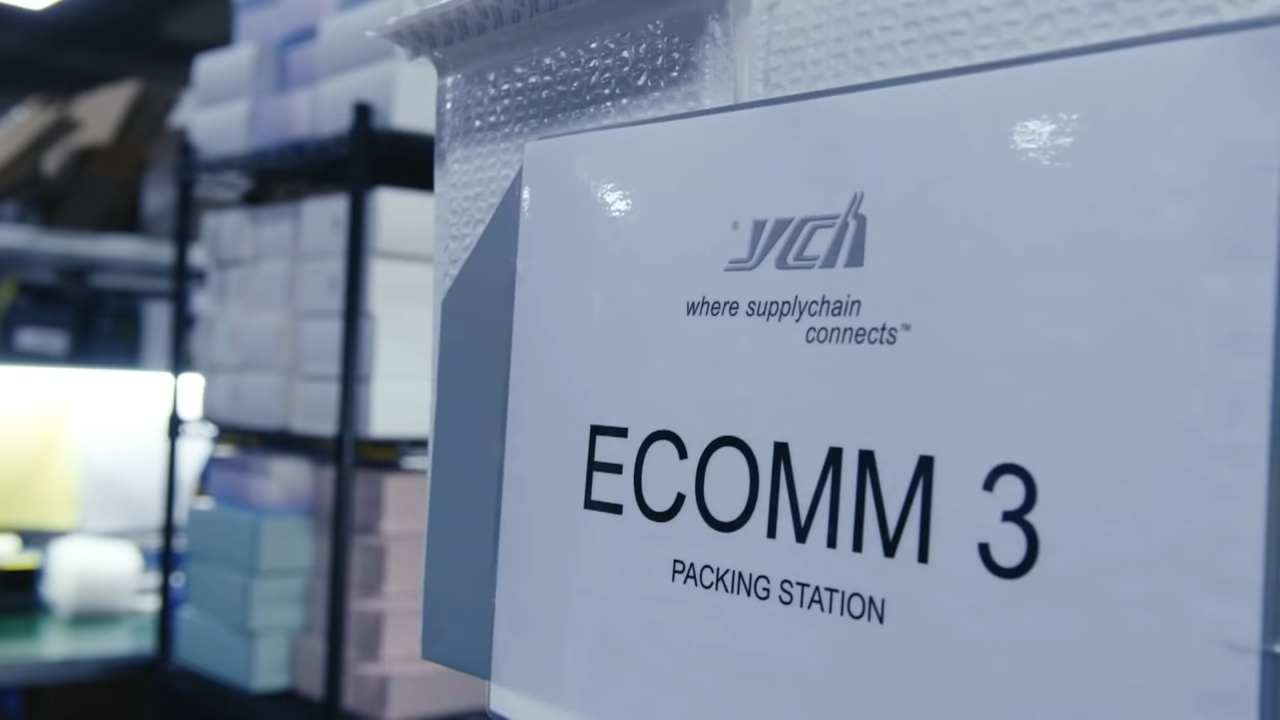 ych
where supplychain
connects™
ECOMM 3
PACKING STATION